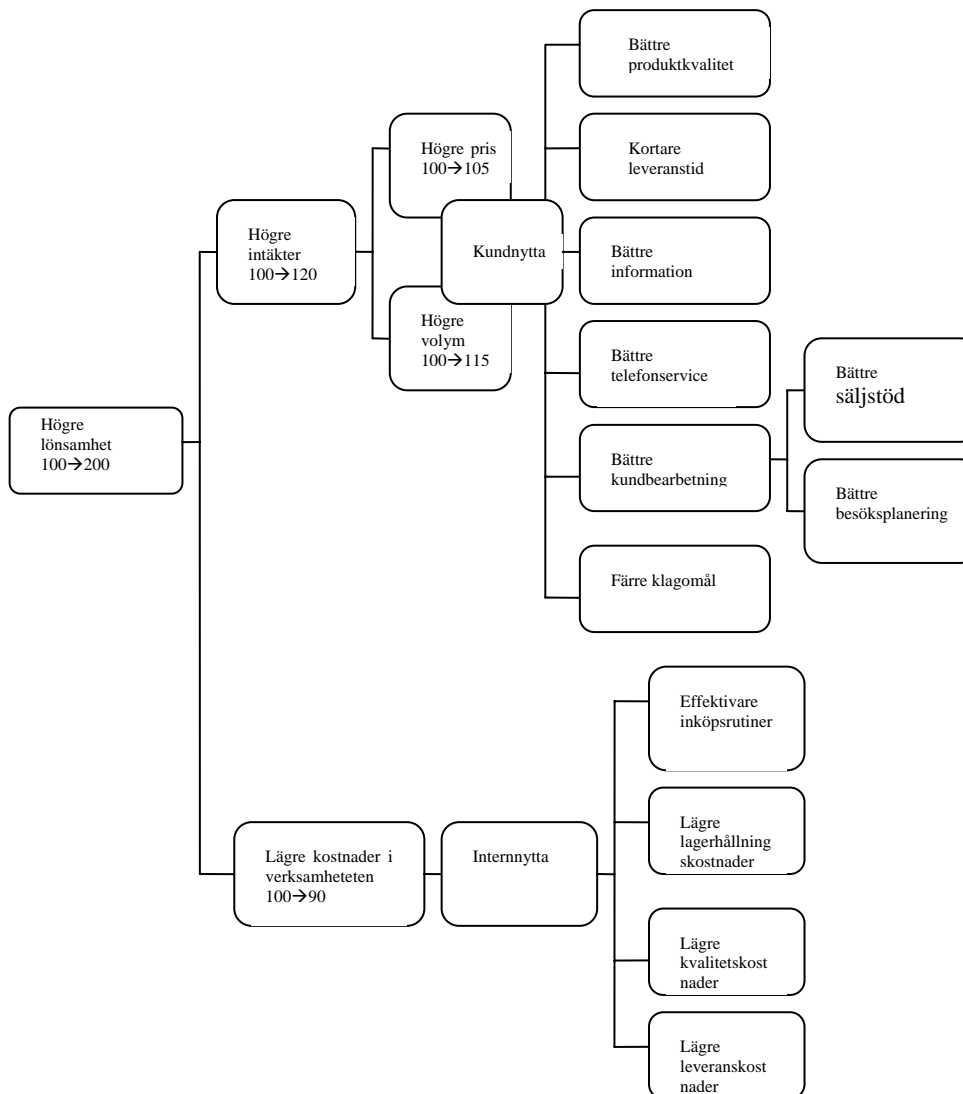 Bättre
produktkvalitet
Högre pris
100→105
Kortare
leveranstid
Högre
intäkter
100→120
Kundnytta
Bättre
information
Högre
volym
100→115
Bättre
telefonservice
Bättre
säljstöd
Högre
lönsamhet
100→200
Bättre
kundbearbetning
Bättre
besöksplanering
Färre klagomål
Effektivare
inköpsrutiner
Lägre kostnader i
verksamheteten
100→90
Internnytta
Lägre
lagerhållning
skostnader
Lägre
kvalitetskost
nader
Lägre
leveranskost
nader